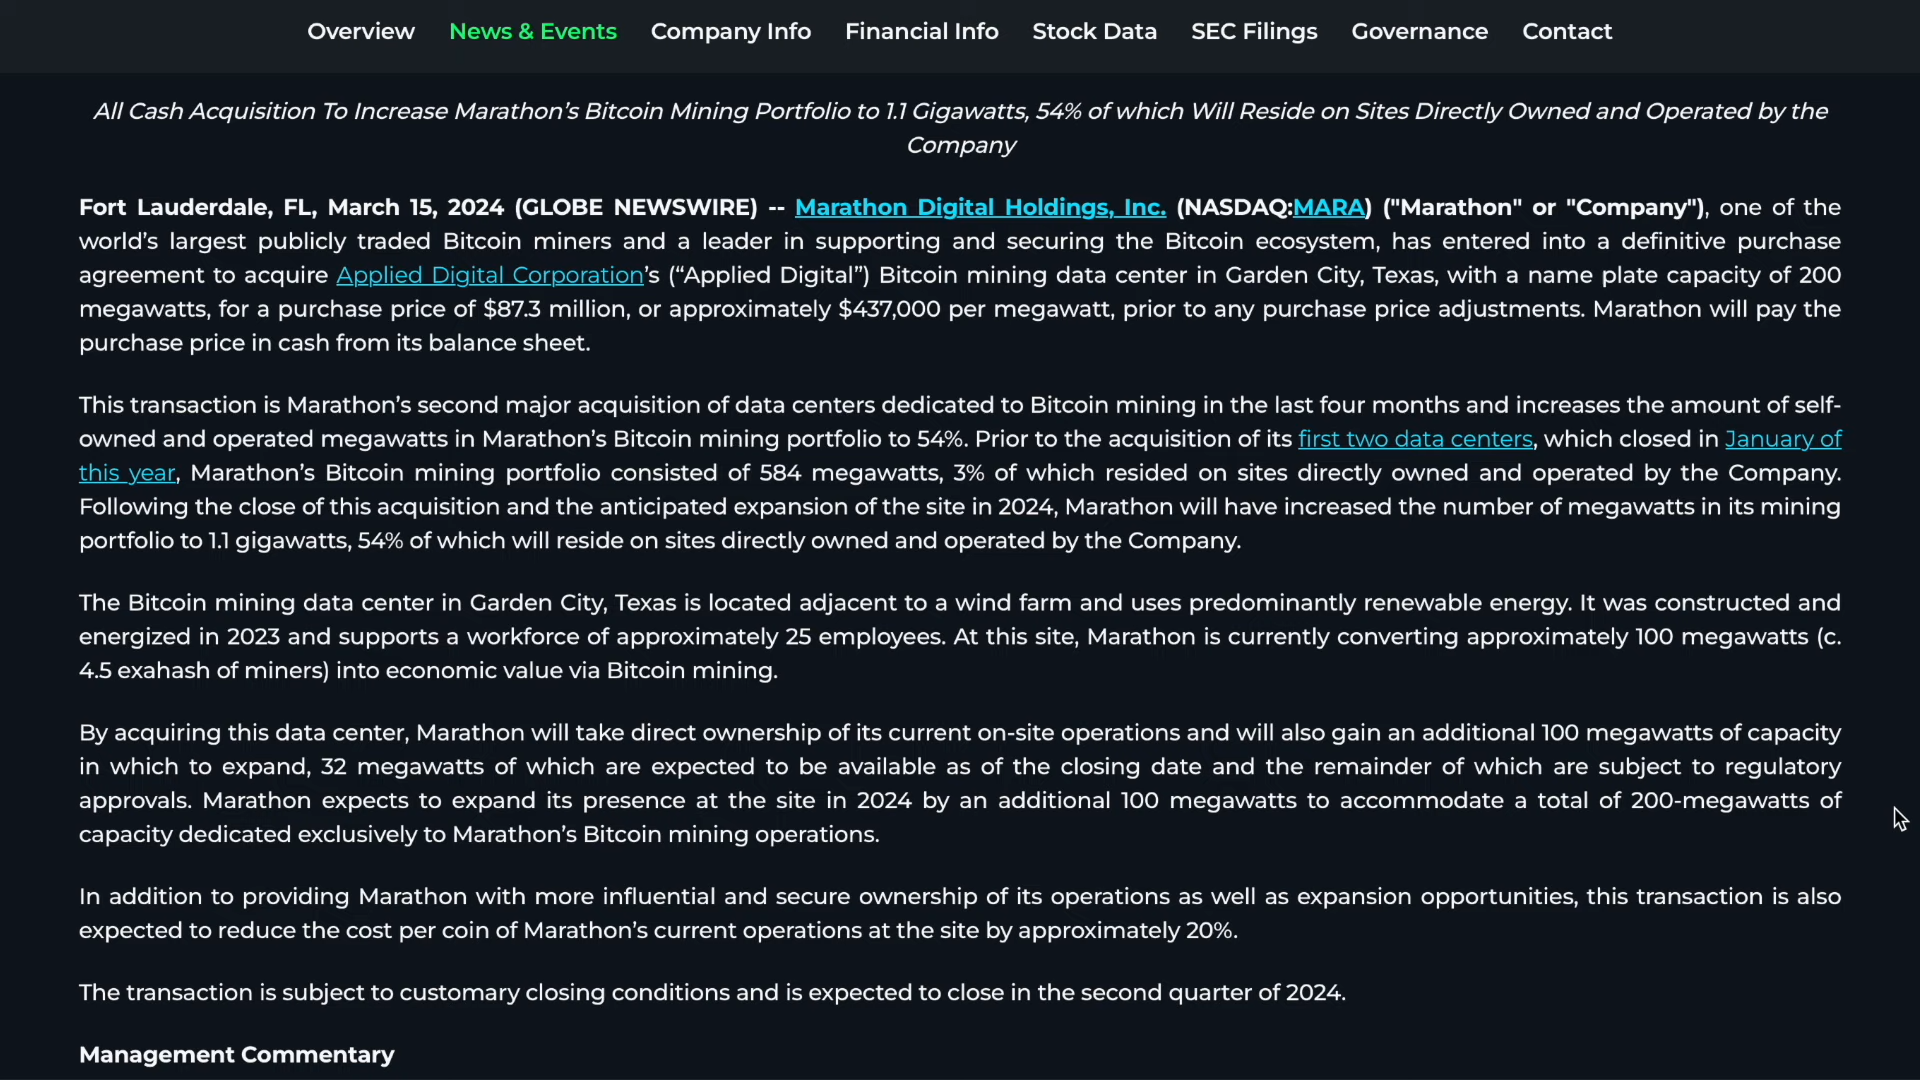 Overview News & Events Company Info Financial Info Stock Data SEC Filings Governance Contact
All Cash Acquisition To Increase Marathon’s Bitcoin Mining Portfolio to 1.1 Gigawatts, 54% of which Will Reside on Sites Directly Owned and Operated by the
Company
Fort Lauderdale, FL, March 15, 2024 (GLOBE NEWSWIRE) -- Marathon Digital Holdings, Inc. (NASDAQ:MARA) ("Marathon" or "Company"), one of the
world’s largest publicly traded Bitcoin miners and a leader in supporting and securing the Bitcoin ecosystem, has entered into a definitive purchase
agreement to acquire Applied Digital Corporation’s (“Applied Digital”) Bitcoin mining data center in Garden City, Texas, with a name plate capacity of 200
megawatts, for a purchase price of $87.3 million, or approximately $437,000 per megawatt, prior to any purchase price adjustments. Marathon will pay the
purchase price in cash from its balance sheet.
This transaction is Marathon’s second major acquisition of data centers dedicated to Bitcoin mining in the last four months and increases the amount of self-
owned and operated megawatts in Marathon’s Bitcoin mining portfolio to 54%. Prior to the acquisition of its first two data centers, which closed in January of
this year, Marathon’s Bitcoin mining portfolio consisted of 584 megawatts, 3% of which resided on sites directly owned and operated by the Company.
Following the close of this acquisition and the anticipated expansion of the site in 2024, Marathon will have increased the number of megawatts in its mining
portfolio to 1.1 gigawatts, 54% of which will reside on sites directly owned and operated by the Company.
The Bitcoin mining data center in Garden City, Texas is located adjacent to a wind farm and uses predominantly renewable energy. It was constructed and
energized in 2023 and supports a workforce of approximately 25 employees. At this site, Marathon is currently converting approximately 100 megawatts (c.
4.5 exahash of miners) into economic value via Bitcoin mining.
By acquiring this data center, Marathon will take direct ownership of its current on-site operations and will also gain an additional 100 megawatts of capacity
in which to expand, 32 megawatts of which are expected to be available as of the closing date and the remainder of which are subject to regulatory
approvals. Marathon expects to expand its presence at the site in 2024 by an additional 100 megawatts to accommodate a total of 200-megawatts of
capacity dedicated exclusively to Marathon’s Bitcoin mining operations.
In addition to providing Marathon with more influential and secure ownership of its operations as well as expansion opportunities, this transaction is also
expected to reduce the cost per coin of Marathon’s current operations at the site by approximately 20%.
The transaction is subject to customary closing conditions and is expected to close in the second quarter of 2024.
Management Commentary